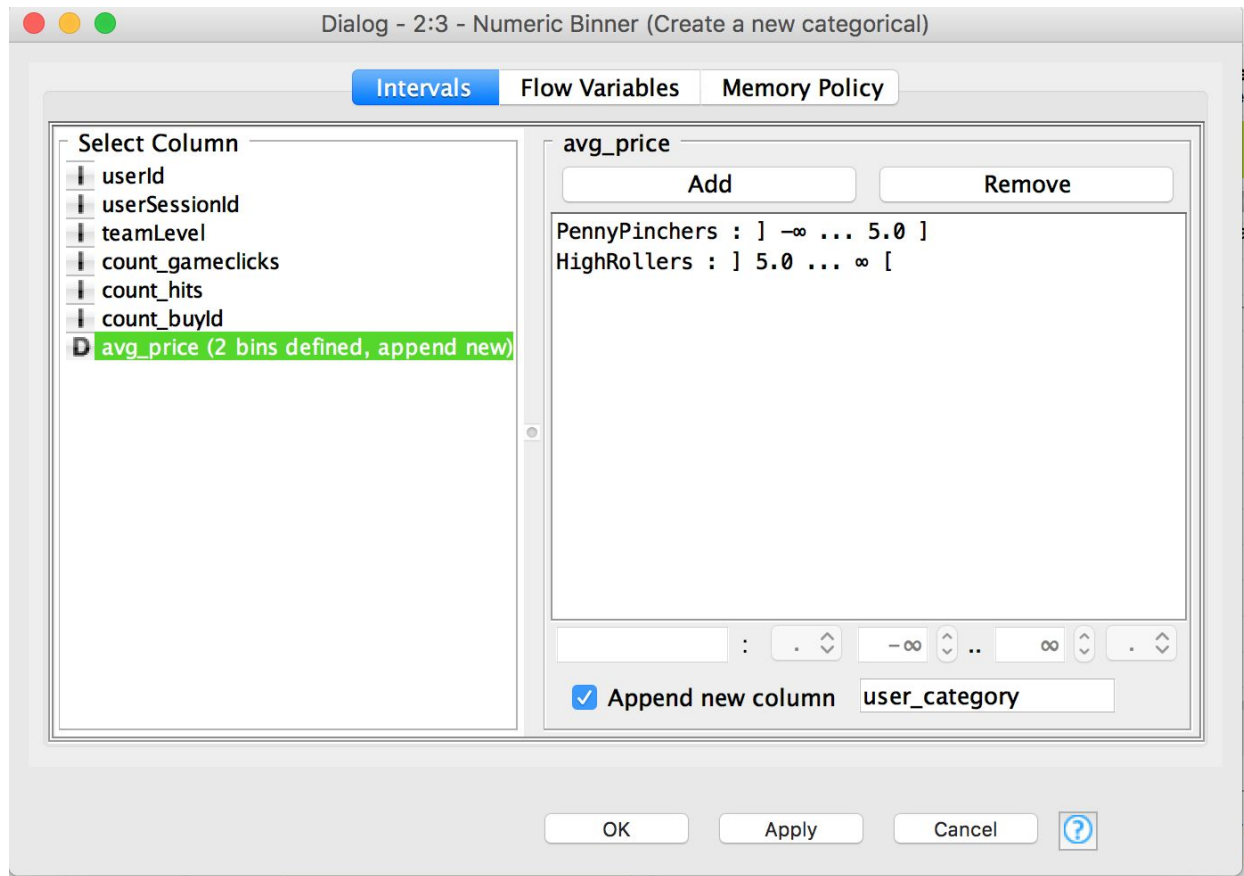 Dialog - 2:3 - Numeric Binner (Create a new categorical)
Intervals Flow Variables Memory Policy
Select Column
I userId
I userSessionId
I teamLevel
I count_gameclicks
I count_hits
I count_buyId
D avg_price (2 bins defined, append new)
avg_price
Add Remove
PennyPinchers : ] -∞ ... 5.0 ]
HighRollers : ] 5.0 ... ∞ [
: . -∞ .. ∞ .
Append new column user_category
OK Apply Cancel ?